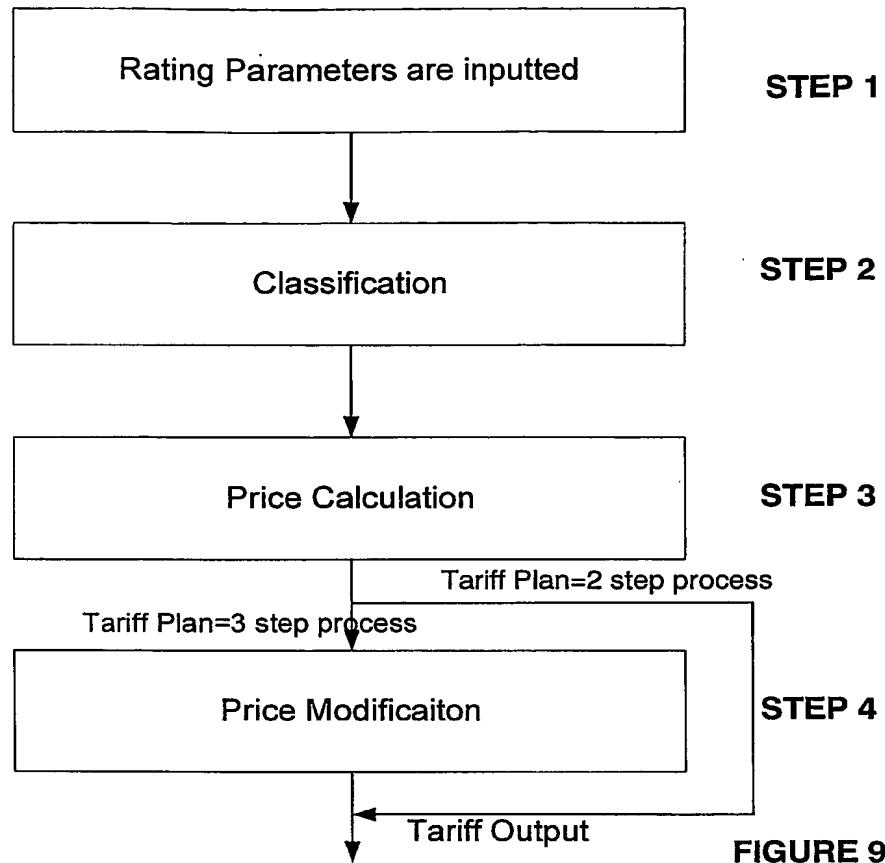 Rating Parameters are inputted
STEP 1
Classification
STEP 2
Price Calculation
STEP 3
Tariff Plan=2 step process
Tariff Plan=3 step process
Price Modificaiton
STEP 4
Tariff Output
FIGURE 9